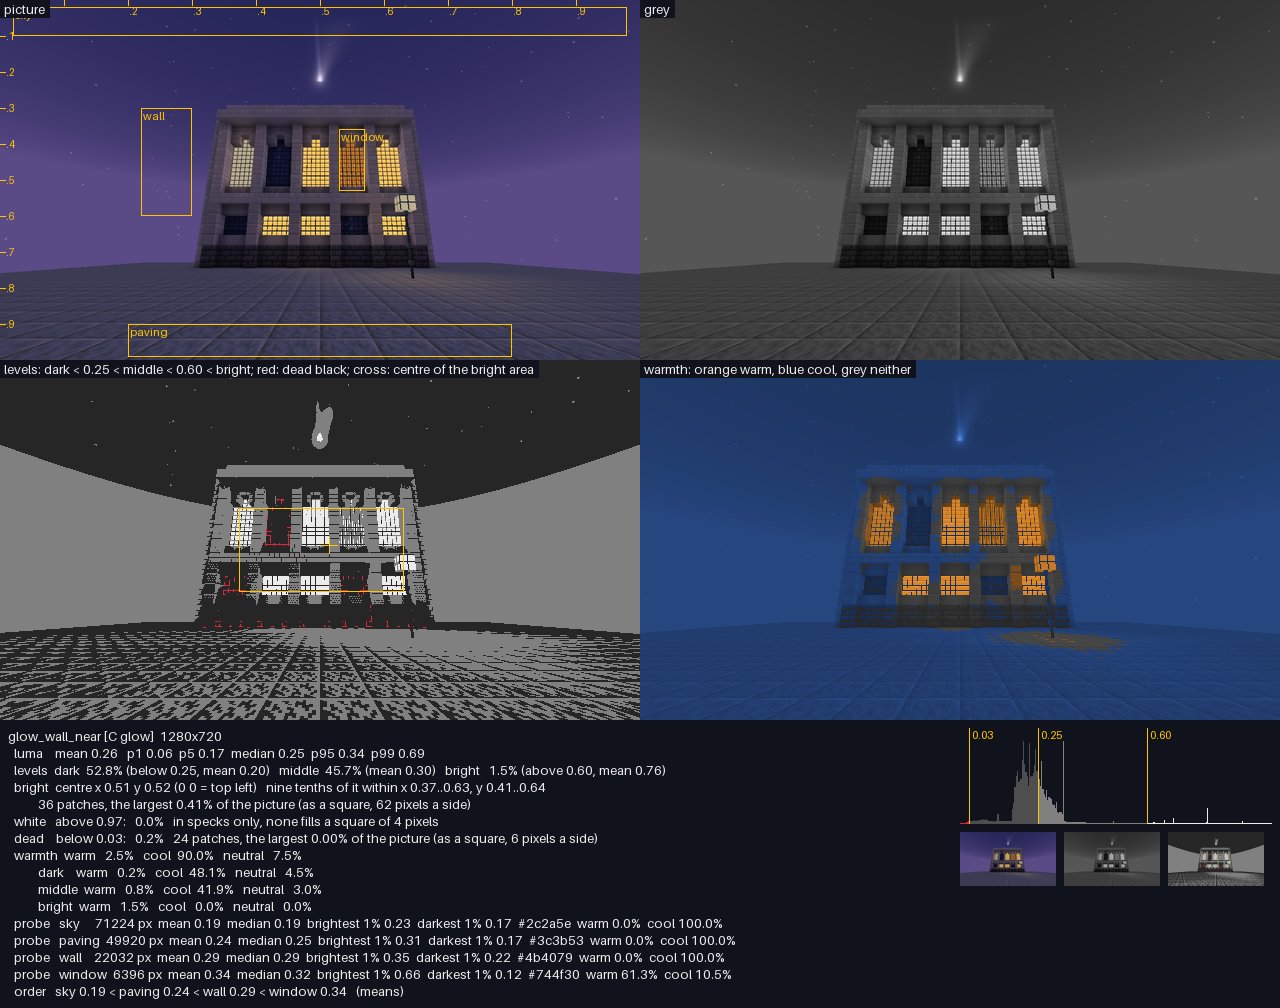 picture
.2 .3 .4 .5 .6 .7 .8 .9
.1
.2
.3
.4
.5
.6
.7
.8
.9
wall
window
paving
grey
levels: dark < 0.25 < middle < 0.60 < bright; red: dead black; cross: centre of the bright area
warmth: orange warm, blue cool, grey neither
glow_wall_near [C glow] 1280x720
luma mean 0.26 p1 0.06 p5 0.17 median 0.25 p95 0.34 p99 0.69
levels dark 52.8% (below 0.25, mean 0.20) middle 45.7% (mean 0.30) bright 1.5% (above 0.60, mean 0.76)
bright centre x 0.51 y 0.52 (0 0 = top left) nine tenths of it within x 0.37..0.63, y 0.41..0.64
36 patches, the largest 0.41% of the picture (as a square, 62 pixels a side)
white above 0.97: 0.0% in specks only, none fills a square of 4 pixels
dead below 0.03: 0.2% 24 patches, the largest 0.00% of the picture (as a square, 6 pixels a side)
warmth warm 2.5% cool 90.0% neutral 7.5%
dark warm 0.2% cool 48.1% neutral 4.5%
middle warm 0.8% cool 41.9% neutral 3.0%
bright warm 1.5% cool 0.0% neutral 0.0%
probe sky 71224 px mean 0.19 median 0.19 brightest 1% 0.23 darkest 1% 0.17 #2c2a5e warm 0.0% cool 100.0%
probe paving 49920 px mean 0.24 median 0.25 brightest 1% 0.31 darkest 1% 0.17 #3c3b53 warm 0.0% cool 100.0%
probe wall 22032 px mean 0.29 median 0.29 brightest 1% 0.35 darkest 1% 0.22 #4b4079 warm 0.0% cool 100.0%
probe window 6396 px mean 0.34 median 0.32 brightest 1% 0.66 darkest 1% 0.12 #744f30 warm 61.3% cool 10.5%
order sky 0.19 < paving 0.24 < wall 0.29 < window 0.34 (means)
0.03 0.25 0.60